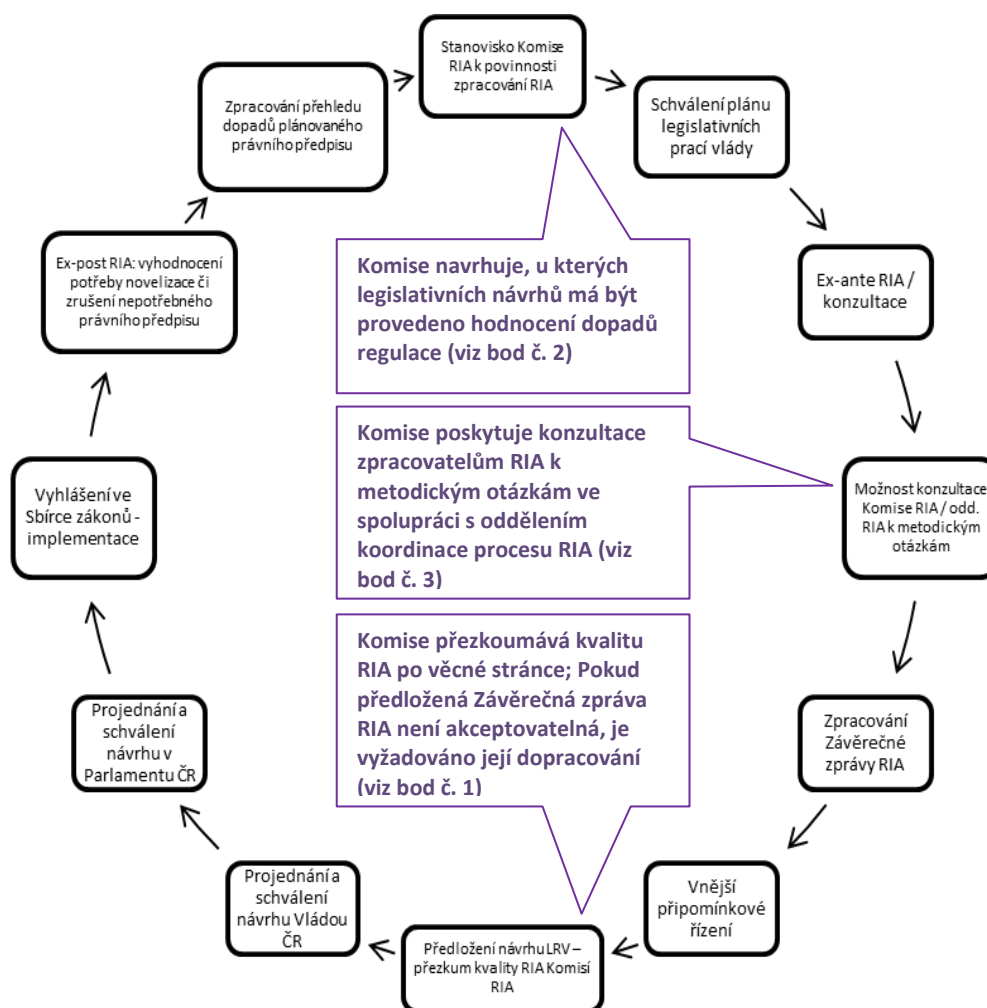 Stanovisko Komise
RIA k povinnosti
zpracování RIA
Schválení plánu
legislativních
prací vlády
Ex-ante RIA /
konzultace
Možnost konzultace
Komise RIA / odd.
RIA k metodickým
otázkám
Zpracování
Závěrečné
zprávy RIA
Vnější
připomínkové
řízení
Předložení návrhu LRV –
přezkum kvality RIA Komisí
RIA
Projednání a
schválení
návrhu Vládou
ČR
Projednání a
schválení
návrhu v
Parlamentu ČR
Vyhlášení ve
Sbírce zákonů -
implementace
Ex-post RIA: vyhodnocení
potřeby novelizace či
zrušení nepotřebného
právního předpisu
Zpracování přehledu
dopadů plánovaného
právního předpisu
Komise navrhuje, u kterých
legislativních návrhů má být
provedeno hodnocení dopadů
regulace (viz bod č. 2)
Komise poskytuje konzultace
zpracovatelům RIA k
metodickým otázkám ve
spolupráci s oddělením
koordinace procesu RIA (viz
bod č. 3)
Komise přezkoumává kvalitu
RIA po věcné stránce; Pokud
předložená Závěrečná zpráva
RIA není akceptovatelná, je
vyžadováno její dopracování
(viz bod č. 1)